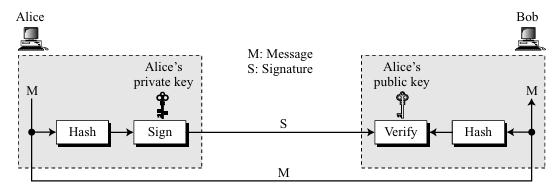 Alice
Bob
M: Message
S: Signature
Alice's
private key
Alice's
public key
M
M
Hash
Sign
S
Verify
Hash
M